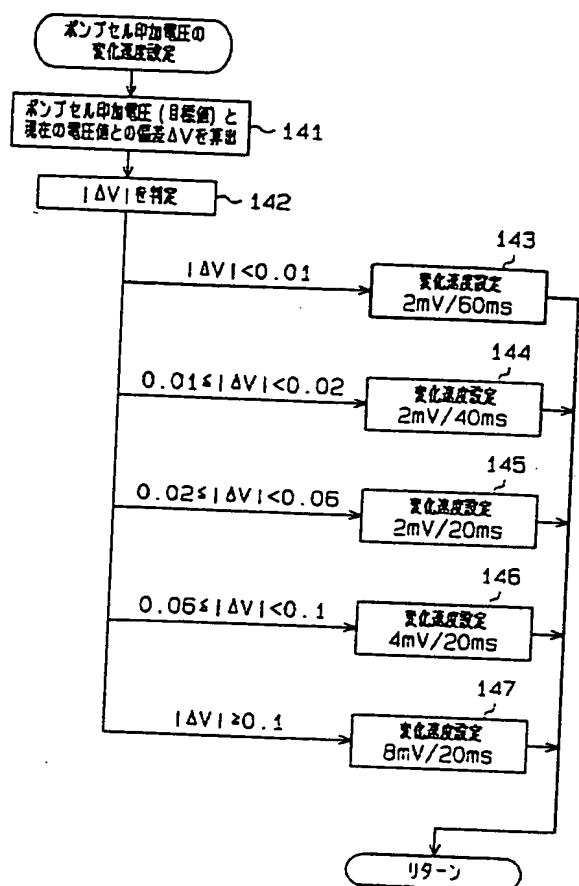 ポンプセル印加電圧の
変化速度設定
ポンプセル印加電圧(目標値)と
現在の電圧値との偏差ΔVを算出
141
|ΔV|を判定
142
143
|ΔV|<0.01
変化速度設定
2mV/60ms
144
0.01≦|ΔV|<0.02
変化速度設定
2mV/40ms
145
0.02≦|ΔV|<0.06
変化速度設定
2mV/20ms
146
0.06≦|ΔV|<0.1
変化速度設定
4mV/20ms
147
|ΔV|≧0.1
変化速度設定
8mV/20ms
リターン